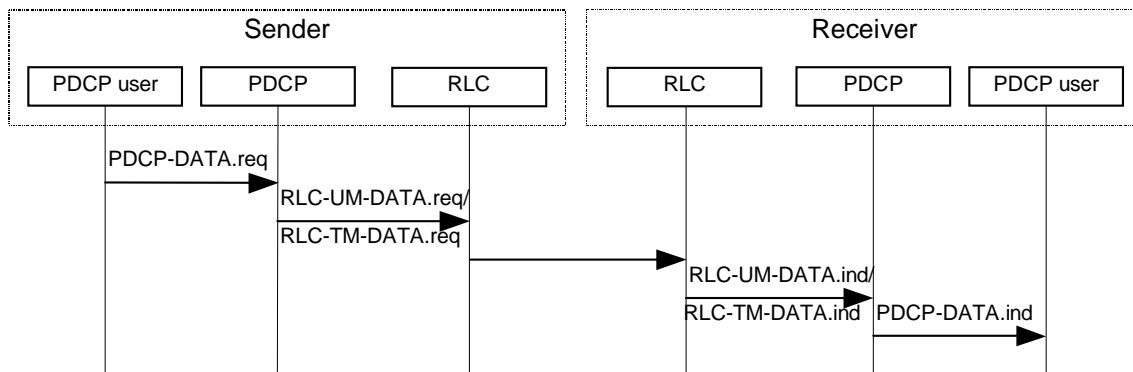 Sender
Receiver
PDCP user
PDCP
RLC
RLC
PDCP
PDCP user
PDCP-DATA.req
RLC-UM-DATA.req/
RLC-TM-DATA.req
RLC-UM-DATA.ind/
RLC-TM-DATA.ind
PDCP-DATA.ind